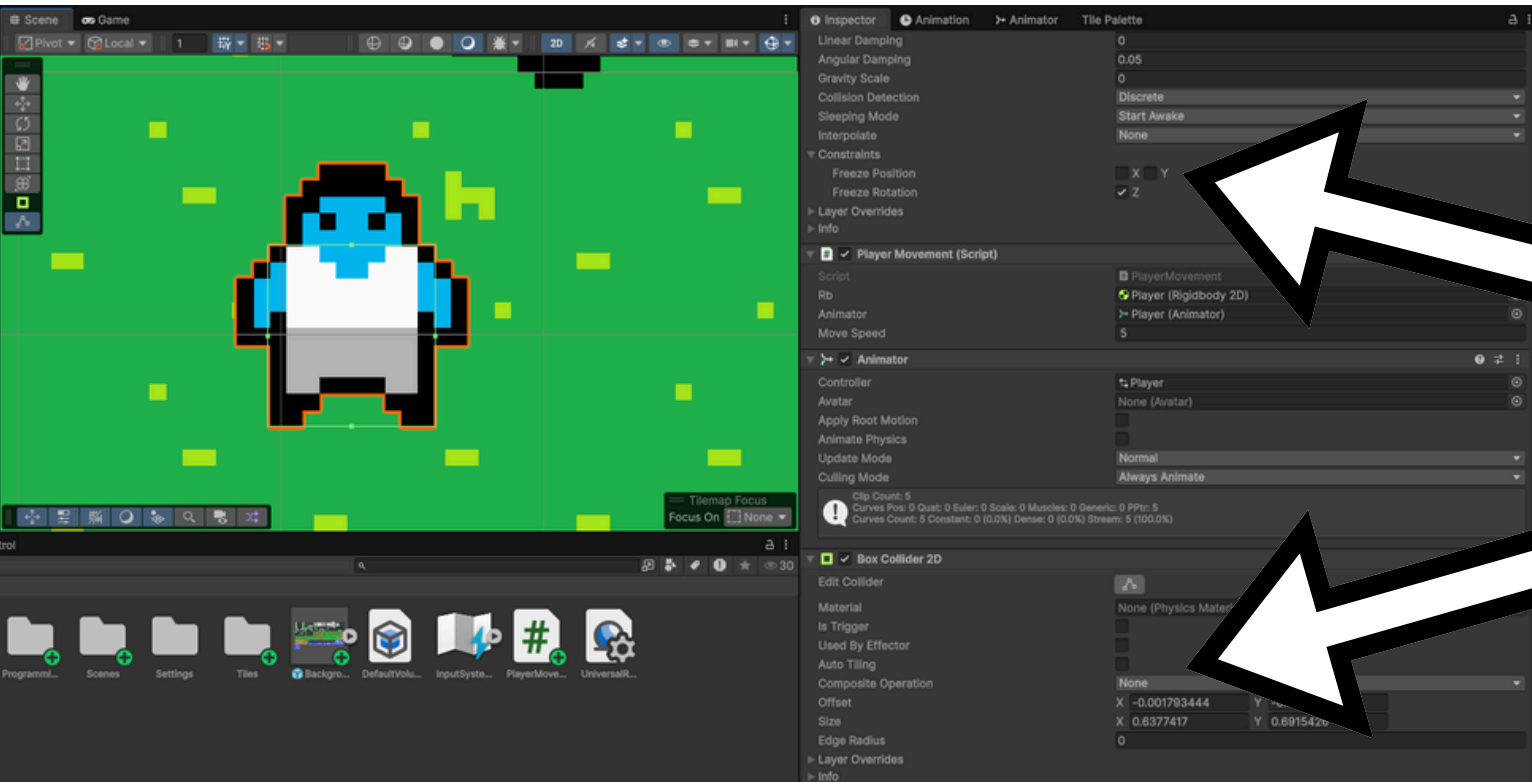 Scene
Game
Pivot
Local
1
2D
Tilemap Focus
Focus On
None
trol
30
Programmi...
Scenes
Settings
Tiles
Backgro...
DefaultVolu...
InputSyste...
PlayerMove...
UniversalR...
Inspector
Animation
Animator
Tile Palette
Linear Damping 0
Angular Damping 0.05
Gravity Scale 0
Collision Detection Discrete
Sleeping Mode Start Awake
Interpolate None
Constraints
Freeze Position X Y
Freeze Rotation Z
Layer Overrides
Info
Player Movement (Script)
Script PlayerMovement
Rb Player (Rigidbody 2D)
Animator Player (Animator)
Move Speed 5
Animator
Controller Player
Avatar None (Avatar)
Apply Root Motion
Animate Physics
Update Mode Normal
Culling Mode Always Animate
Clip Count: 5
Curves Pos: 0 Quat: 0 Euler: 0 Scale: 0 Muscles: 0 Generic: 0 PPtr: 5
Curves Count: 5 Constant: 0 (0.0%) Dense: 0 (0.0%) Stream: 5 (100.0%)
Box Collider 2D
Edit Collider
Material None (Physics Mater
Is Trigger
Used By Effector
Auto Tiling
Composite Operation None
Offset X -0.001793444 Y
Size X 0.6377417 Y 0.6915426
Edge Radius 0
Layer Overrides
Info